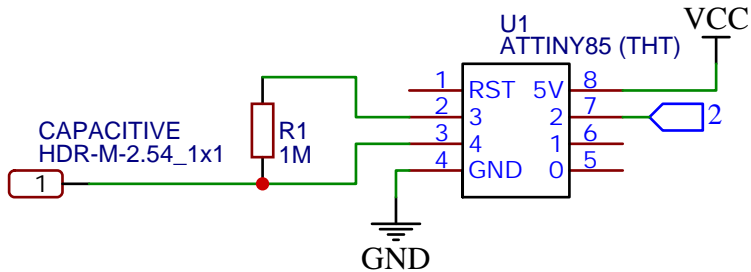 VCC
U1
ATTINY85 (THT)
1 RST 5V 8
2 3 2 7 2
3 4 1 6
4 GND 0 5
R1
1M
CAPACITIVE
HDR-M-2.54_1x1
1
GND